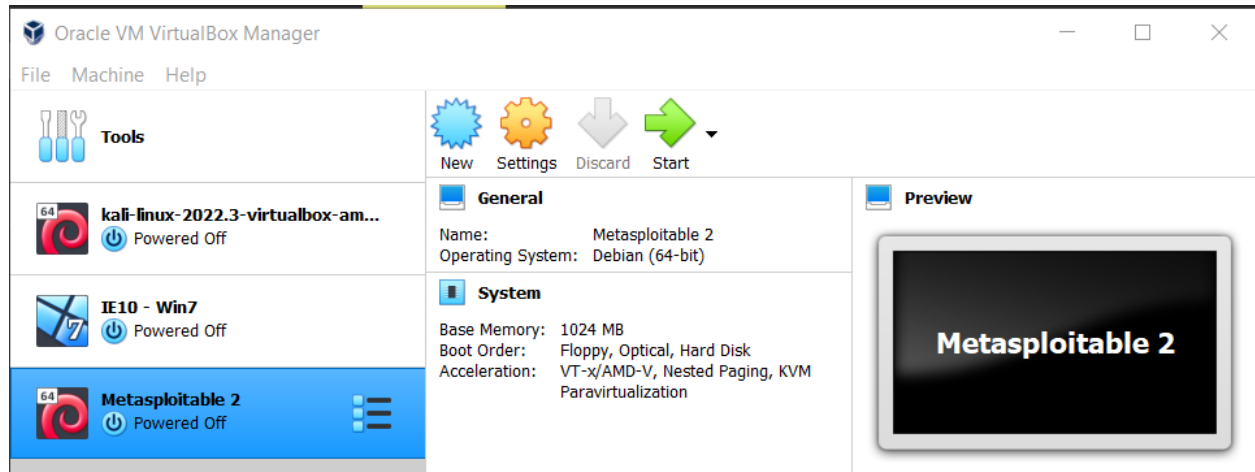 Oracle VM VirtualBox Manager
File Machine Help
Tools
New Settings Discard Start
64
kali-linux-2022.3-virtualbox-am...
Powered Off
7
IE10 - Win7
Powered Off
64
Metasploitable 2
Powered Off
General
Name: Metasploitable 2
Operating System: Debian (64-bit)
System
Base Memory: 1024 MB
Boot Order: Floppy, Optical, Hard Disk
Acceleration: VT-x/AMD-V, Nested Paging, KVM
Paravirtualization
Preview
Metasploitable 2